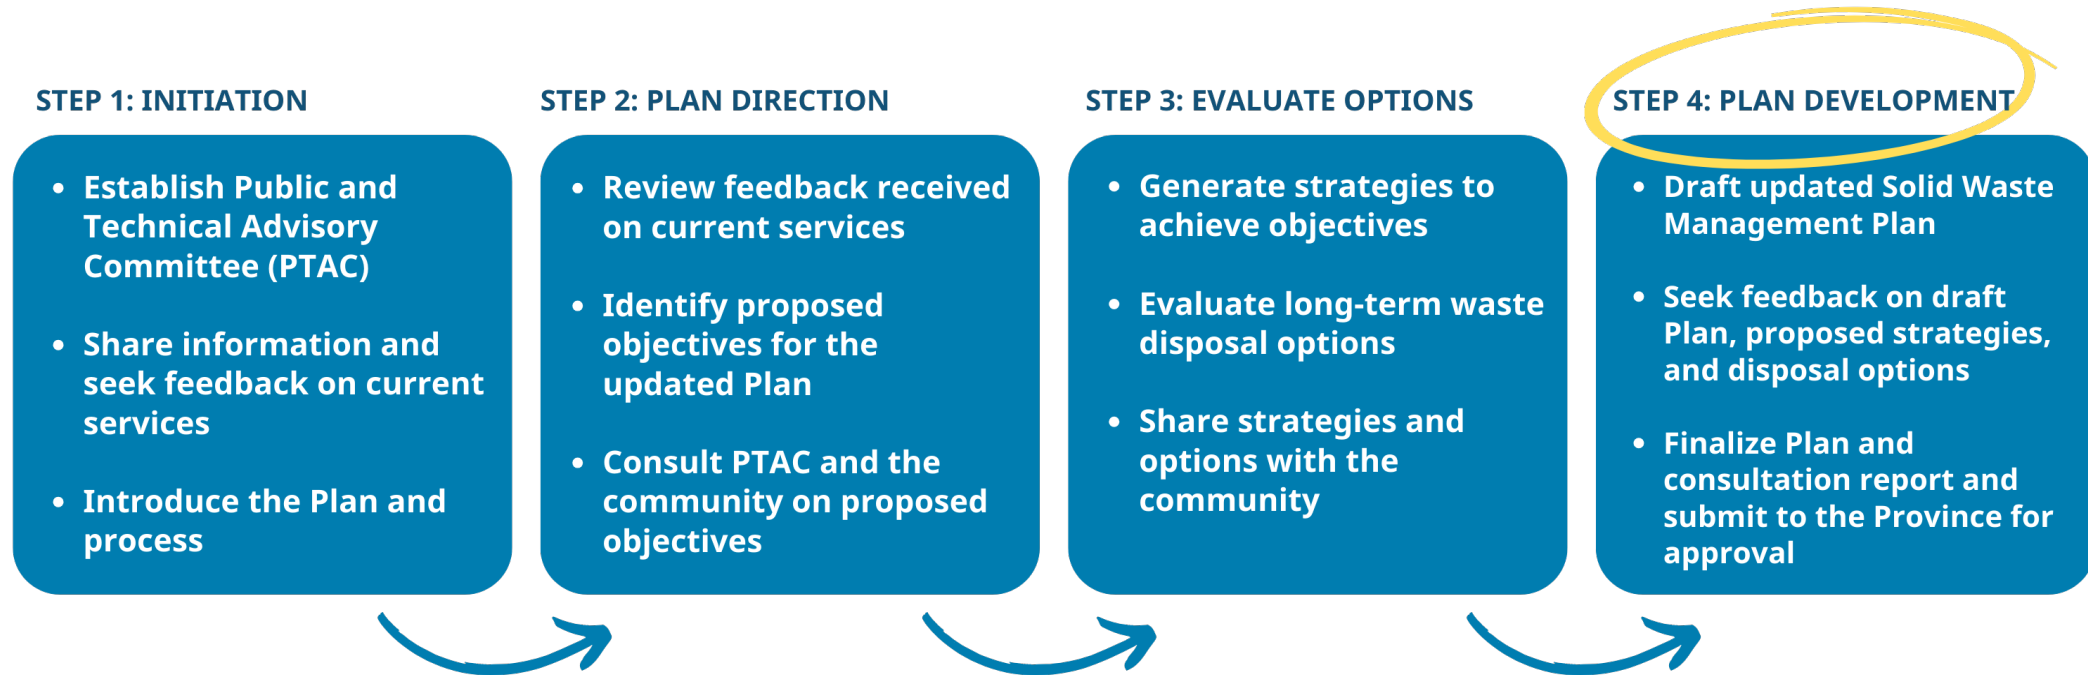 STEP 1: INITIATION
• Establish Public and
Technical Advisory
Committee (PTAC)
• Share information and
seek feedback on current
services
• Introduce the Plan and
process
STEP 2: PLAN DIRECTION
• Review feedback received
on current services
• Identify proposed
objectives for the
updated Plan
• Consult PTAC and the
community on proposed
objectives
STEP 3: EVALUATE OPTIONS
• Generate strategies to
achieve objectives
• Evaluate long-term waste
disposal options
• Share strategies and
options with the
community
STEP 4: PLAN DEVELOPMENT
• Draft updated Solid Waste
Management Plan
• Seek feedback on draft
Plan, proposed strategies,
and disposal options
• Finalize Plan and
consultation report and
submit to the Province for
approval